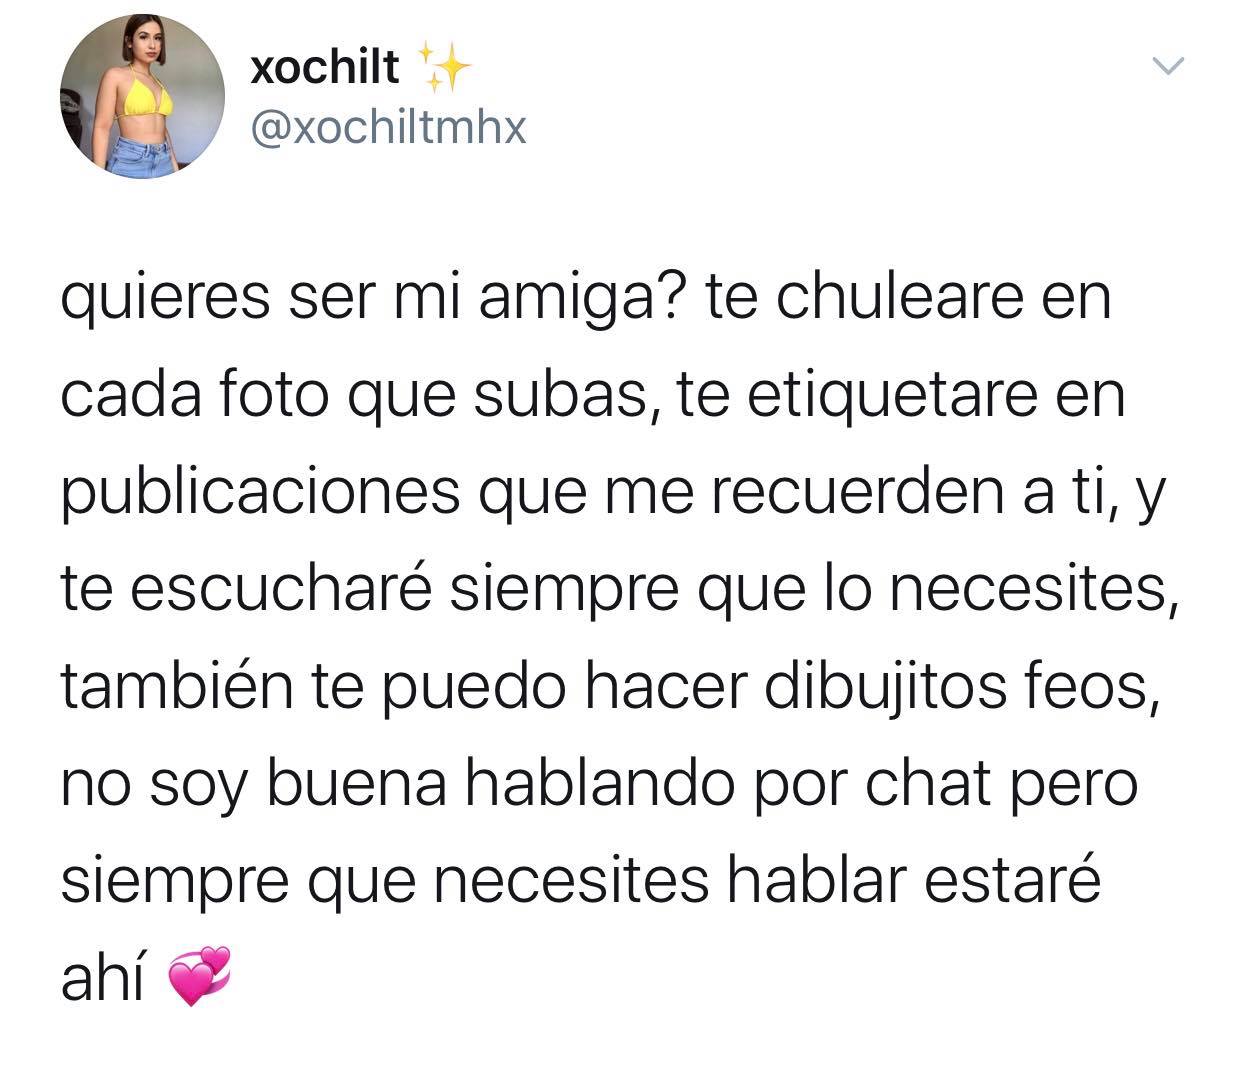 xochilt ✨
@xochiltmhx
quieres ser mi amiga? te chuleare en
cada foto que subas, te etiquetare en
publicaciones que me recuerden a ti, y
te escucharé siempre que lo necesites,
también te puedo hacer dibujitos feos,
no soy buena hablando por chat pero
siempre que necesites hablar estaré
ahí 💞